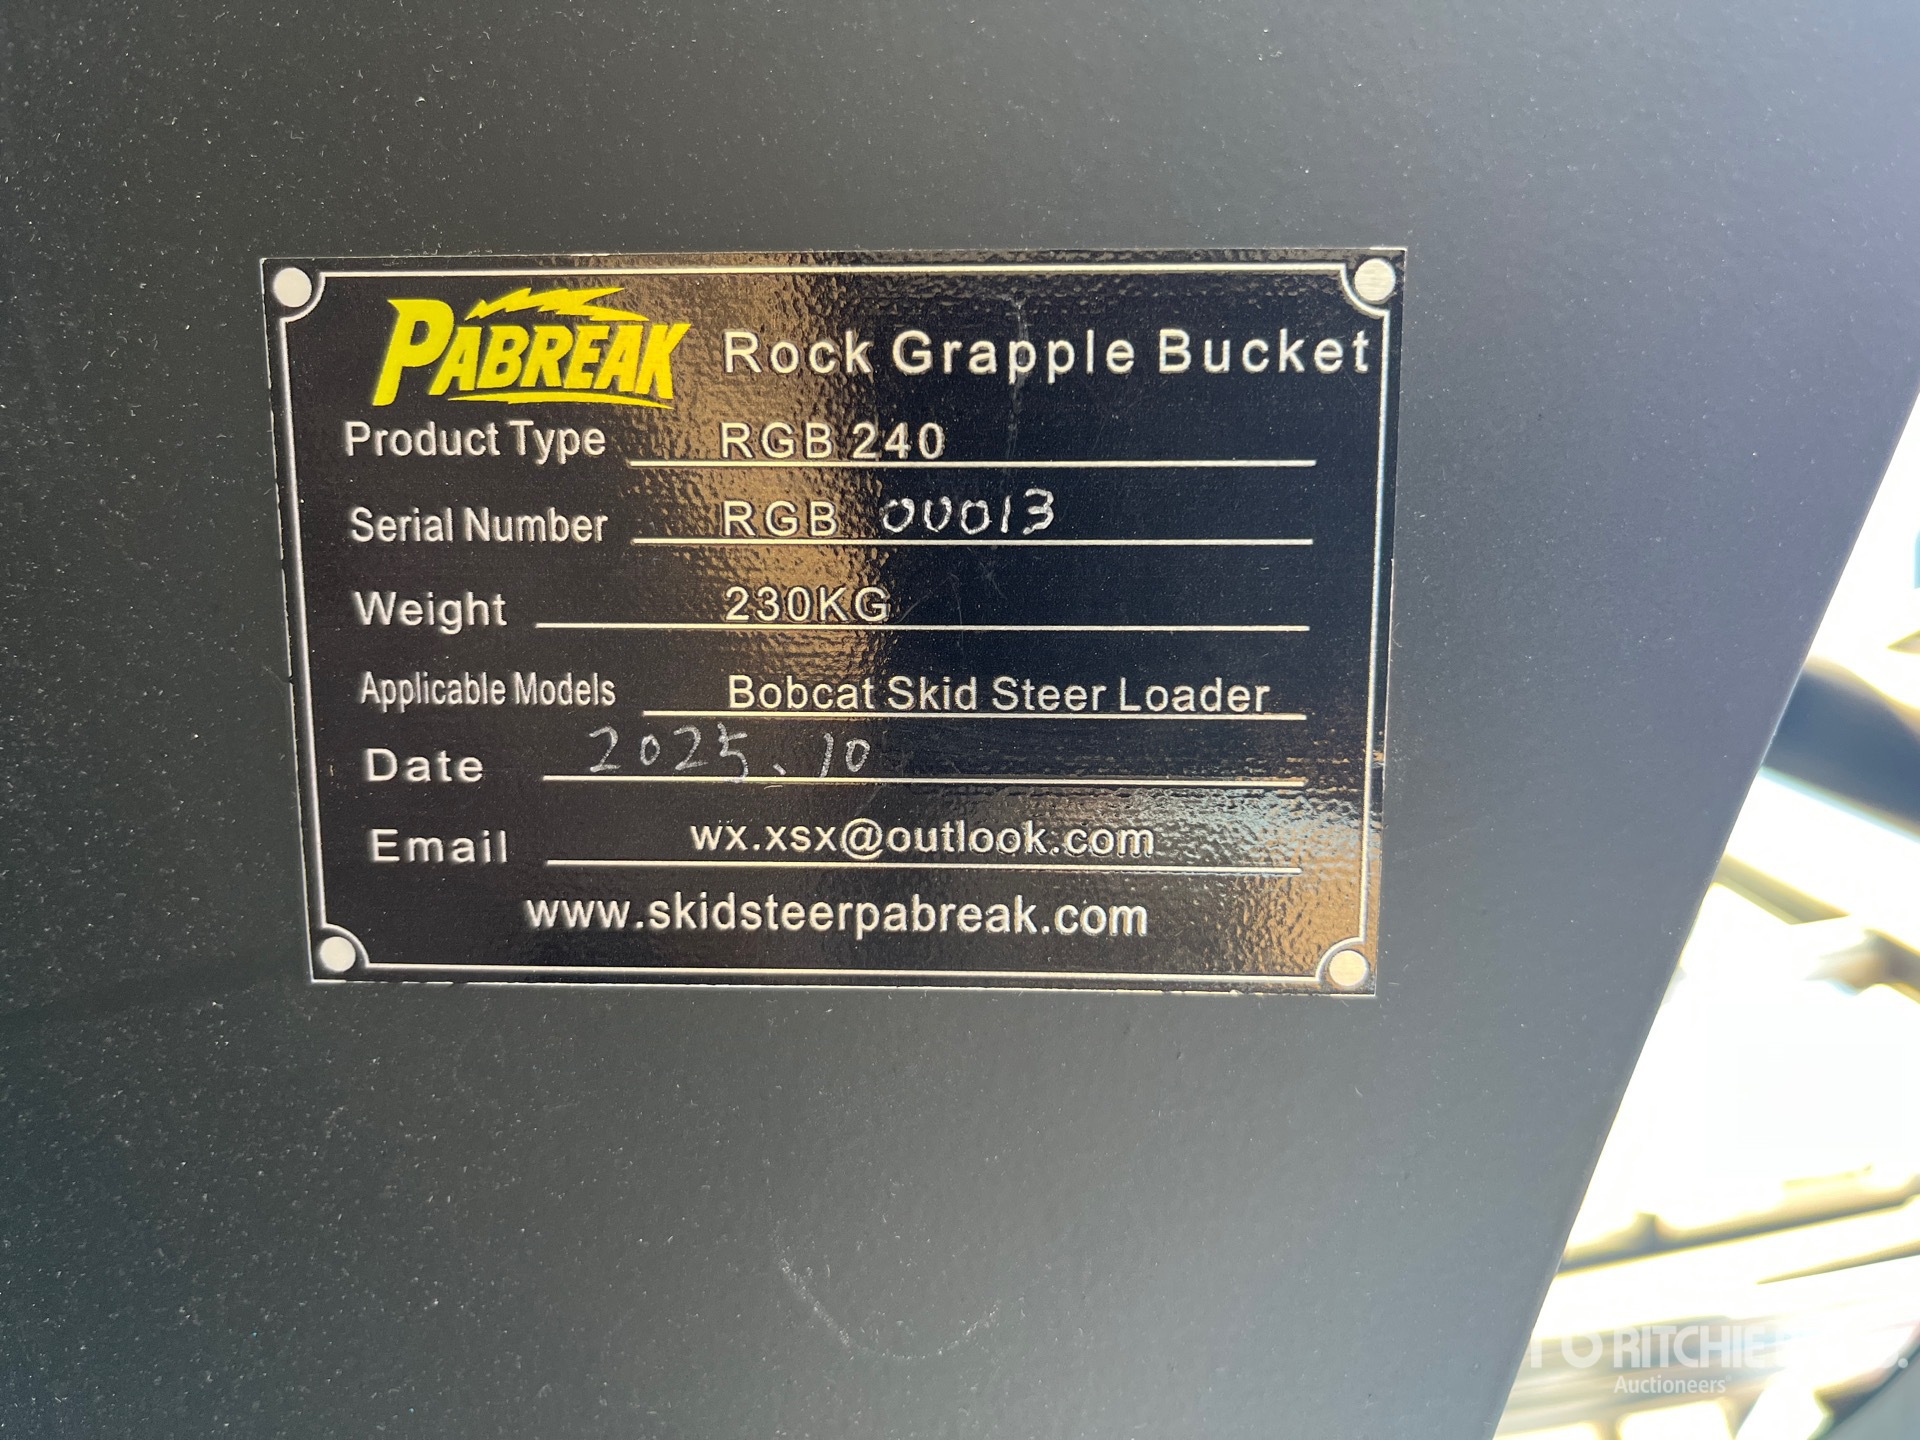 PABREAK Rock Grapple Bucket
Product Type RGB 240
Serial Number RGB 00013
Weight 230KG
Applicable Models Bobcat Skid Steer Loader
Date 2025.10
Email wx.xsx@outlook.com
www.skidsteerpabreak.com
RITCHIE
Auctioneers